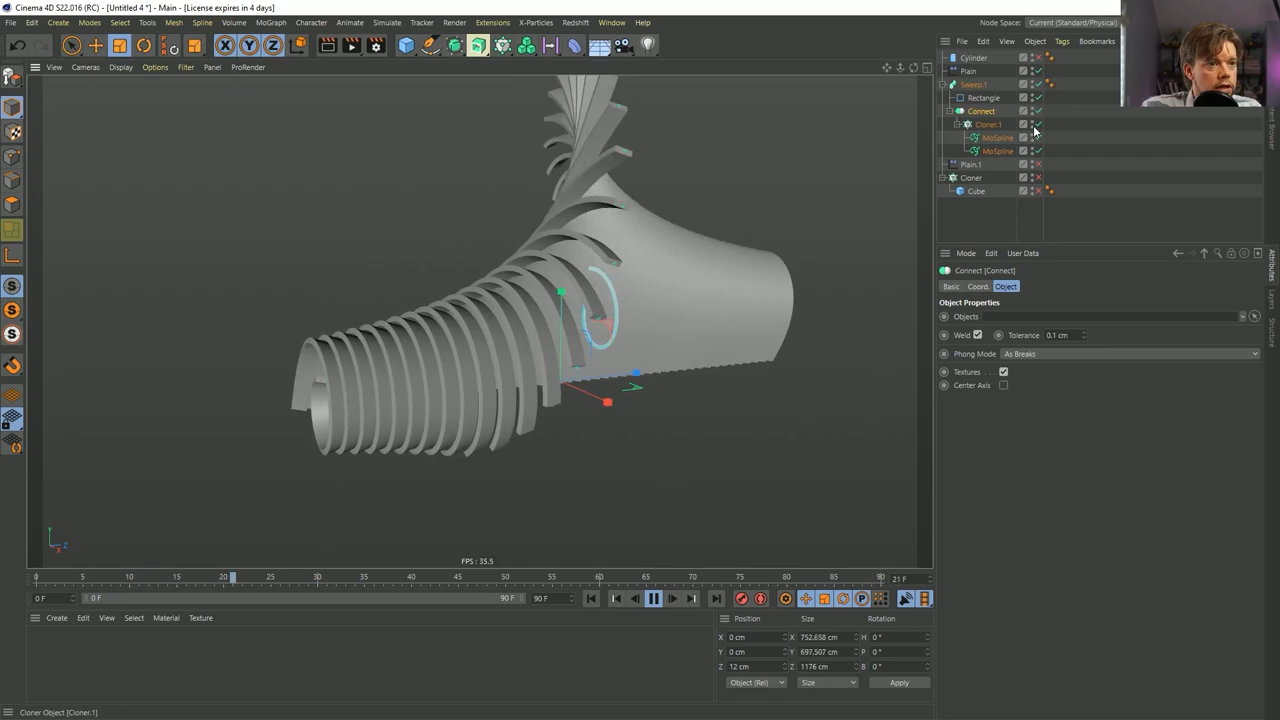 Cinema 4D S22.016 (RC) - [Untitled 4 *] - Main - [License expires in 4 days]
File Edit Create Modes Select Tools Mesh Spline Volume MoGraph Character Animate Simulate Tracker Render Extensions X-Particles Redshift Window Help Node Space: Current (Standard/Physical)
File Edit View Object Tags Bookmarks
View Cameras Display Options Filter Panel ProRender
Cylinder
Plain
Sweep.1
Rectangle
Connect
Cloner.1
MoSpline
MoSpline
Plain.1
Cloner
Cube
Mode Edit User Data
Connect [Connect]
Basic Coord. Object
Object Properties
Objects
Weld Tolerance 0.1 cm
Phong Mode As Breaks
Textures
Center Axis
Attributes
Layers
Structure
Y
Z
X
FPS : 35.5
0 5 10 15 20 25 30 35 40 45 50 55 60 65 70 75 80 85 90 21 F
0 F 0 F 90 F 90 F
Create Edit View Select Material Texture
Position Size Rotation
X 0 cm X 752.658 cm H 0 °
Y 0 cm Y 697.507 cm P 0 °
Z 12 cm Z 1176 cm B 0 °
Object (Rel) Size Apply
Cloner Object [Cloner.1]